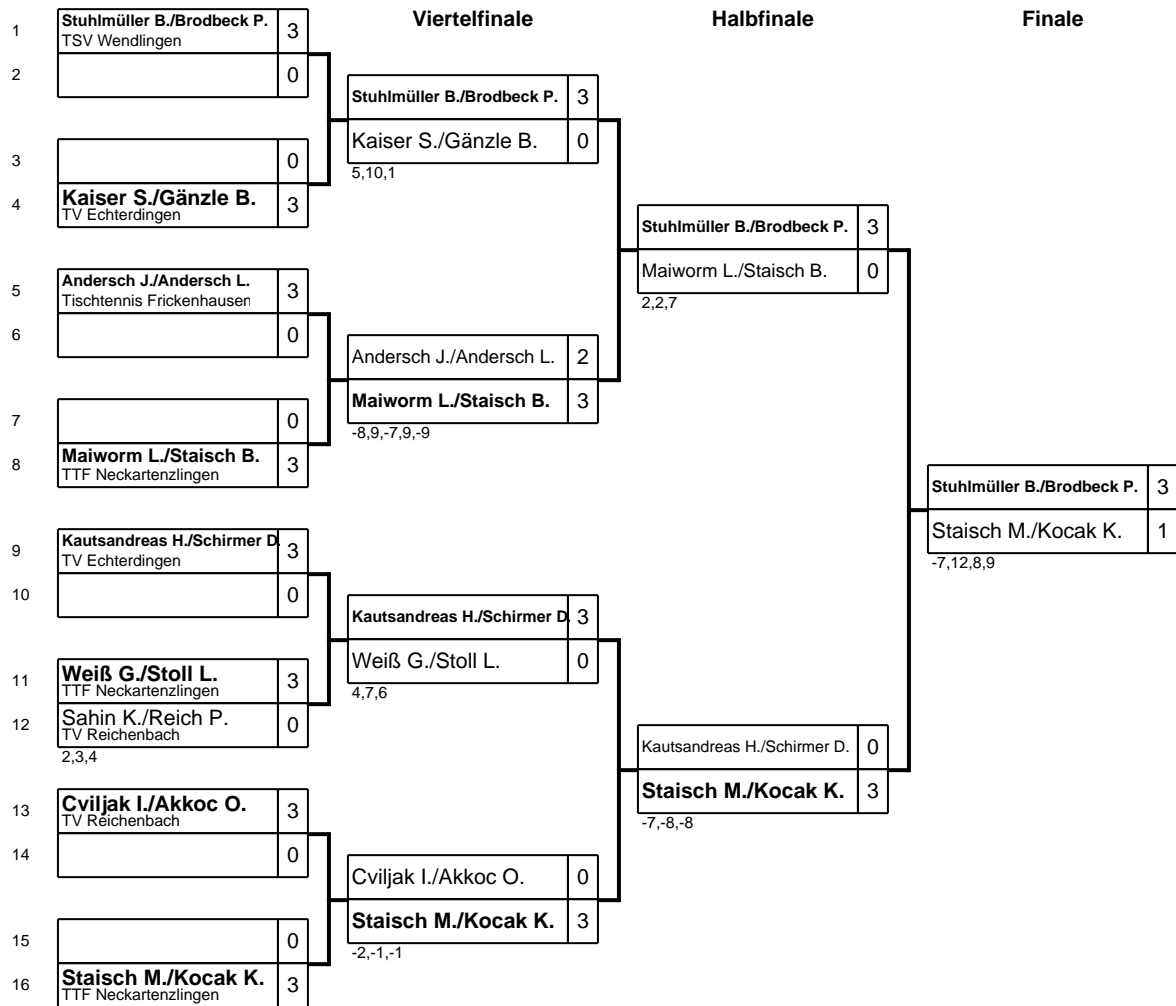 Viertelfinale
Halbfinale
Finale
1
Stuhlmüller B./Brodbeck P. 3
TSV Wendlingen
2
0
3
0
4
Kaiser S./Gänzle B. 3
TV Echterdingen
5
Andersch J./Andersch L. 3
Tischtennis Frickenhausen
6
0
7
0
8
Maiworm L./Staisch B. 3
TTF Neckartenzlingen
9
Kautsandreas H./Schirmer D. 3
TV Echterdingen
10
0
11
Weiß G./Stoll L. 3
TTF Neckartenzlingen
12
Sahin K./Reich P. 0
TV Reichenbach
2,3,4
13
Cviljak I./Akkoc O. 3
TV Reichenbach
14
0
15
0
16
Staisch M./Kocak K. 3
TTF Neckartenzlingen
Stuhlmüller B./Brodbeck P. 3
Kaiser S./Gänzle B. 0
5,10,1
Andersch J./Andersch L. 2
Maiworm L./Staisch B. 3
-8,9,-7,9,-9
Kautsandreas H./Schirmer D. 3
Weiß G./Stoll L. 0
4,7,6
Cviljak I./Akkoc O. 0
Staisch M./Kocak K. 3
-2,-1,-1
Stuhlmüller B./Brodbeck P. 3
Maiworm L./Staisch B. 0
2,2,7
Kautsandreas H./Schirmer D. 0
Staisch M./Kocak K. 3
-7,-8,-8
Stuhlmüller B./Brodbeck P. 3
Staisch M./Kocak K. 1
-7,12,8,9